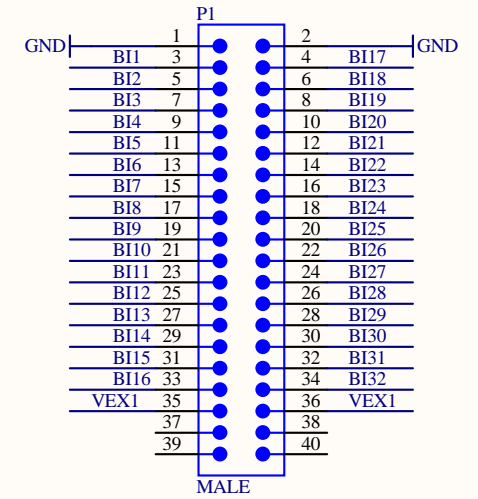 P1
GND 1 2 GND
BI1 3 4 BI17
BI2 5 6 BI18
BI3 7 8 BI19
BI4 9 10 BI20
BI5 11 12 BI21
BI6 13 14 BI22
BI7 15 16 BI23
BI8 17 18 BI24
BI9 19 20 BI25
BI10 21 22 BI26
BI11 23 24 BI27
BI12 25 26 BI28
BI13 27 28 BI29
BI14 29 30 BI30
BI15 31 32 BI31
BI16 33 34 BI32
VEX1 35 36 VEX1
37 38
39 40
MALE